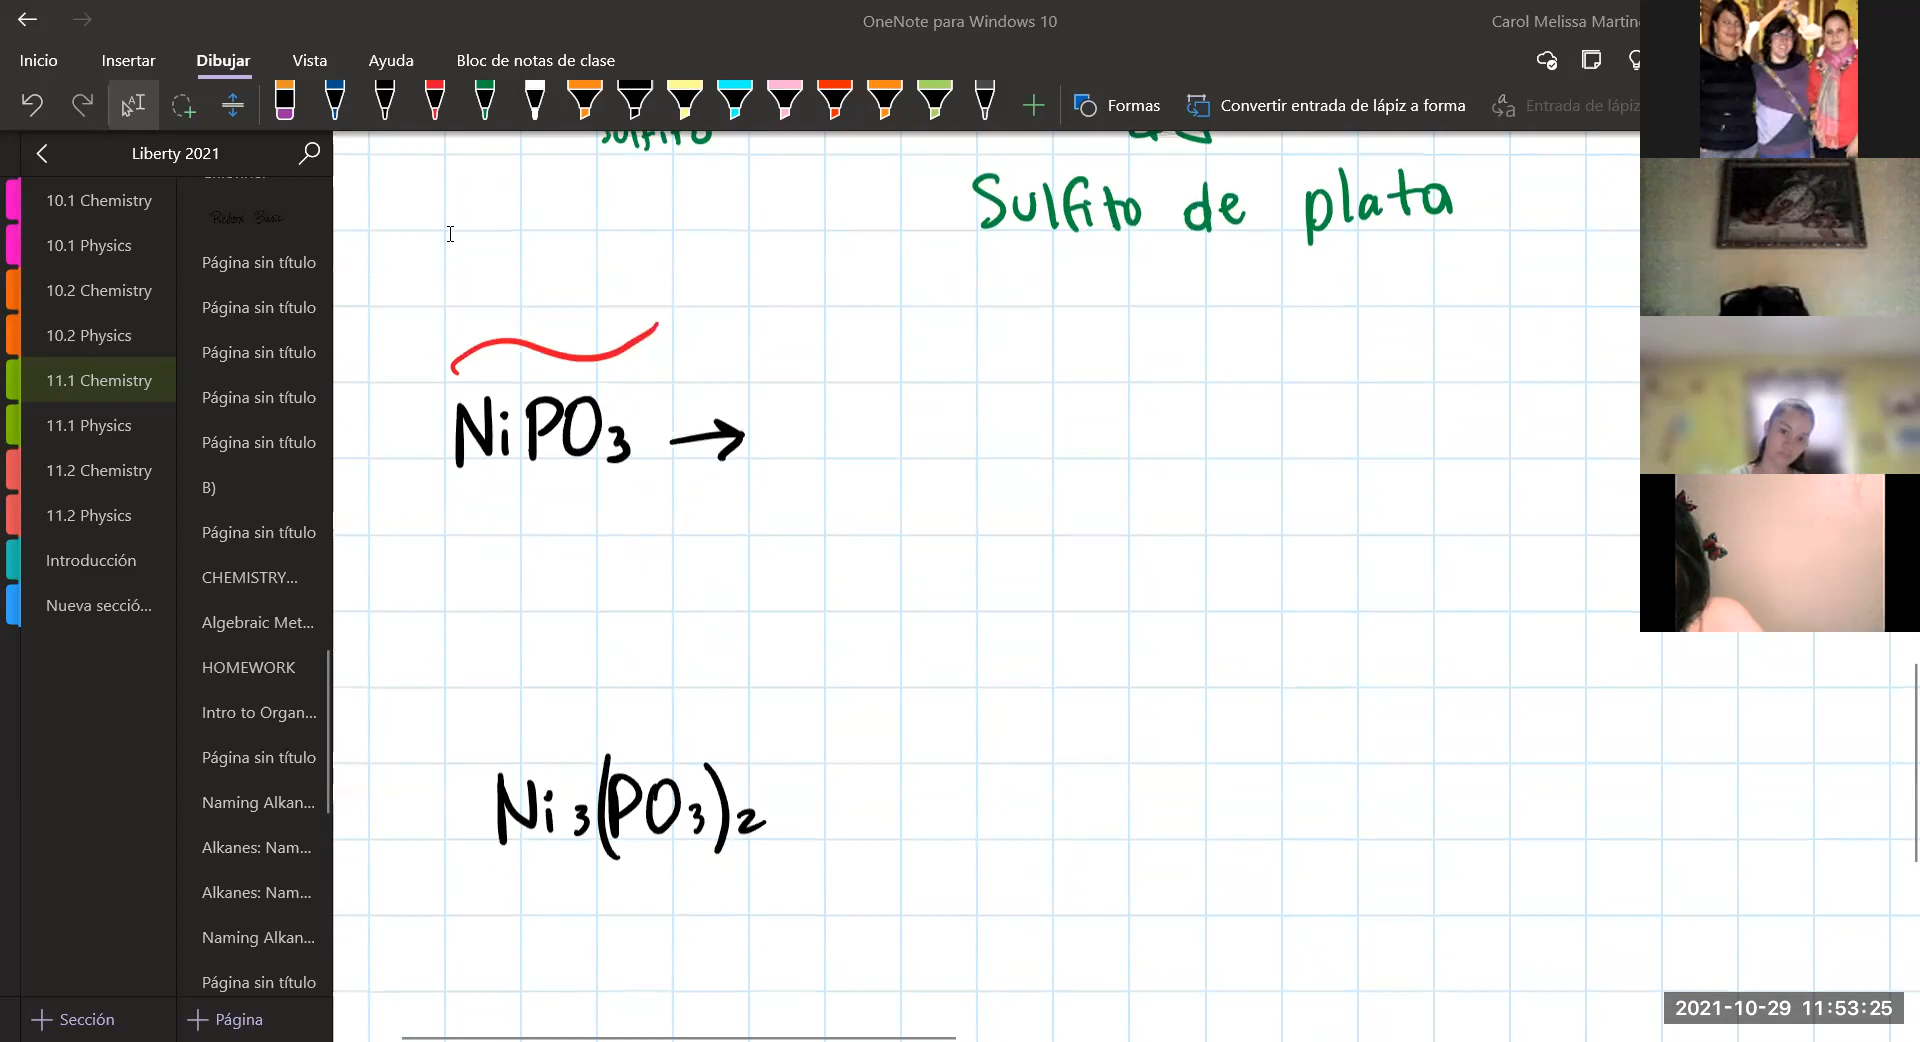 OneNote para Windows 10
Carol Melissa Martin
Inicio Insertar Dibujar Vista Ayuda Bloc de notas de clase
Formas Convertir entrada de lápiz a forma Entrada de lápiz
Liberty 2021
10.1 Chemistry
10.1 Physics
10.2 Chemistry
10.2 Physics
11.1 Chemistry
11.1 Physics
11.2 Chemistry
11.2 Physics
Introducción
Nueva secció...
Redox Basic
Página sin título
Página sin título
Página sin título
Página sin título
Página sin título
B)
Página sin título
CHEMISTRY...
Algebraic Met...
HOMEWORK
Intro to Organ...
Página sin título
Naming Alkan...
Alkanes: Nam...
Alkanes: Nam...
Naming Alkan...
Página sin título
Sección
Página
sulfito
Sulfito de plata
NiPO3 →
Ni3(PO3)2
2021-10-29 11:53:25